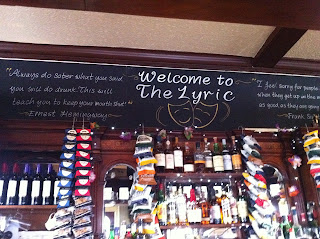 "Always do sober what you said
you will do drunk. This will
teach you to keep your mouth shut"
- Ernest Hemingway -
Welcome to
The Lyric
"I feel sorry for people
when they get up in the
as good as they are going
- Frank S